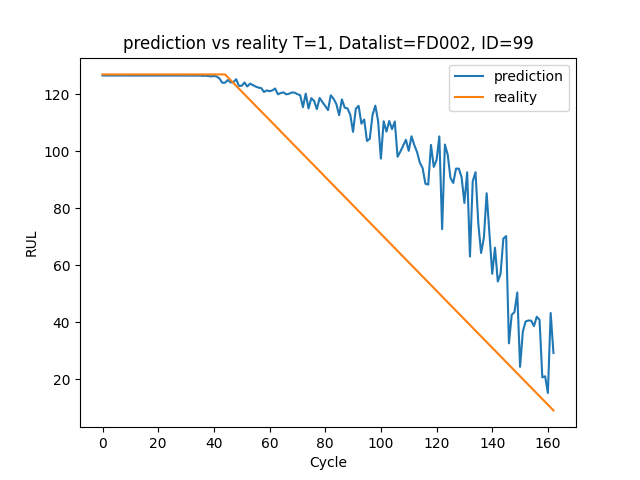 prediction vs reality T=1, Datalist=FD002, ID=99
prediction
reality
120
100
80
60
40
20
RUL
0 20 40 60 80 100 120 140 160
Cycle